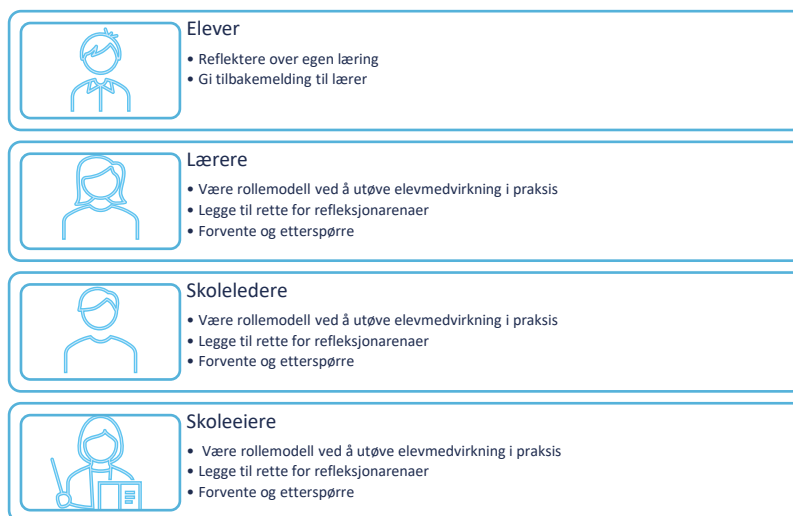 Elever
• Reflektere over egen læring
• Gi tilbakemelding til lærer
Lærere
• Være rollemodell ved å utøve elevmedvirkning i praksis
• Legge til rette for refleksjonarenaer
• Forvente og etterspørre
Skoleledere
• Være rollemodell ved å utøve elevmedvirkning i praksis
• Legge til rette for refleksjonarenaer
• Forvente og etterspørre
Skoleeiere
• Være rollemodell ved å utøve elevmedvirkning i praksis
• Legge til rette for refleksjonarenaer
• Forvente og etterspørre